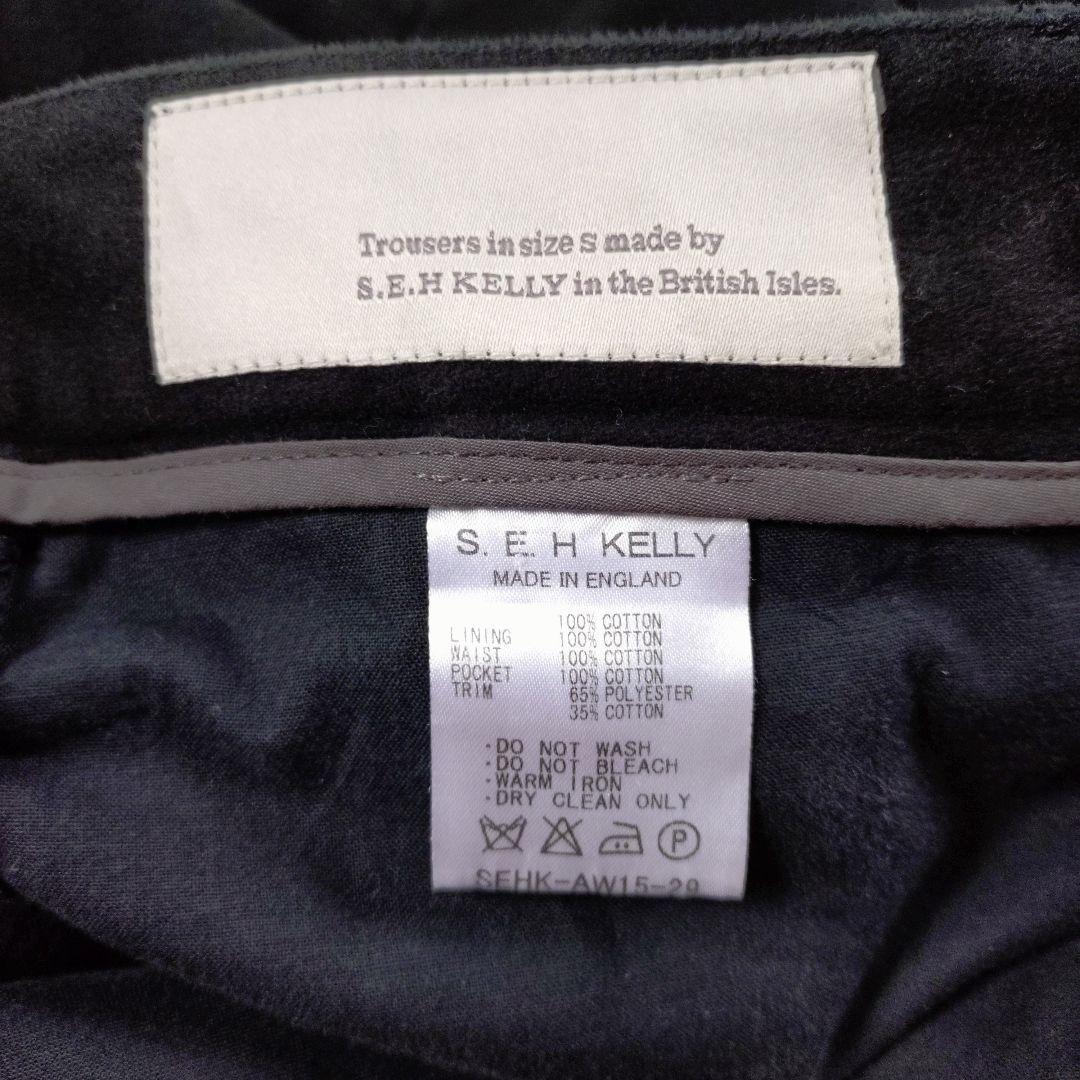 Trousers in size S made by
S.E.H KELLY in the British Isles.
S. E. H KELLY
MADE IN ENGLAND
100% COTTON
LINING 100% COTTON
WAIST 100% COTTON
POCKET 100% COTTON
TRIM 65% POLYESTER
35% COTTON
·DO NOT WASH
·DO NOT BLEACH
·WARM IRON
·DRY CLEAN ONLY
P
SEHK-AW15-29